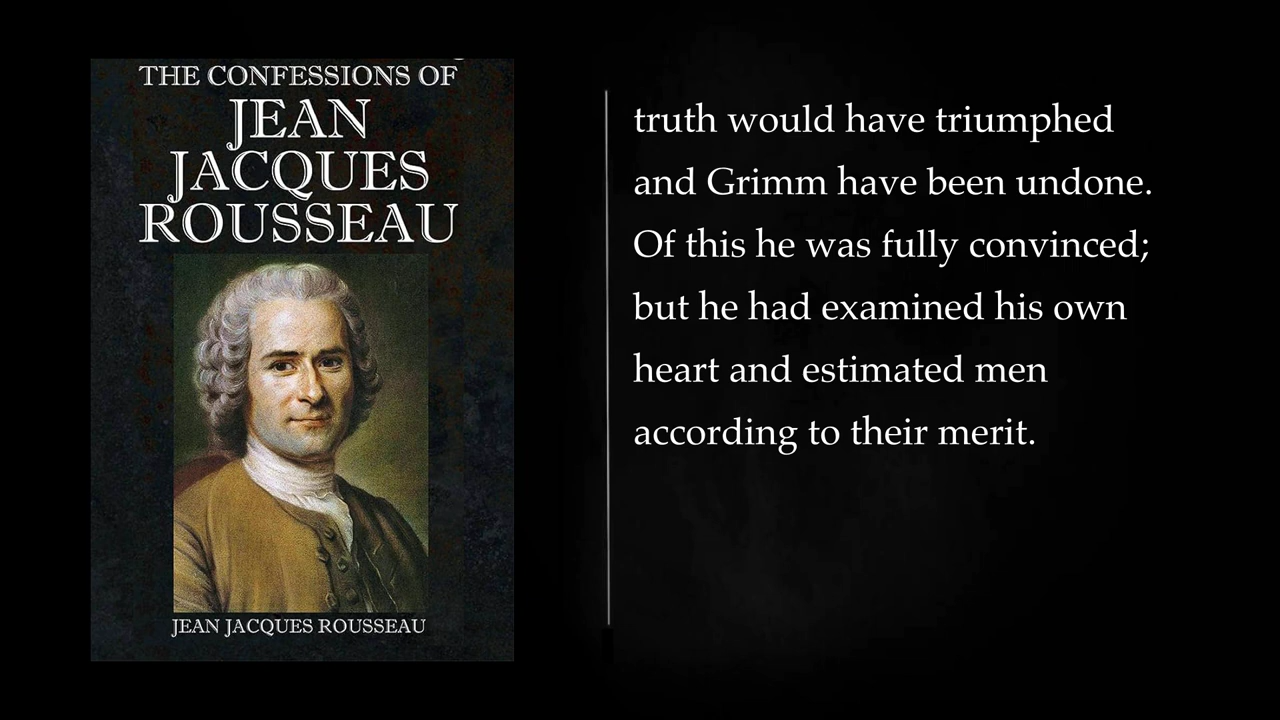 THE CONFESSIONS OF
JEAN
JACQUES
ROUSSEAU
JEAN JACQUES ROUSSEAU
truth would have triumphed
and Grimm have been undone.
Of this he was fully convinced;
but he had examined his own
heart and estimated men
according to their merit.